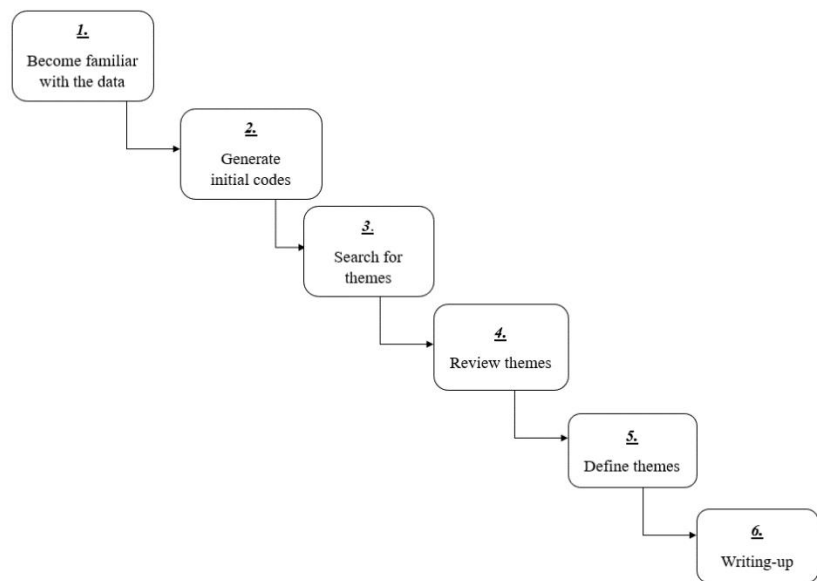 1.
Become familiar
with the data
2.
Generate
initial codes
3.
Search for
themes
4.
Review themes
5.
Define themes
6.
Writing-up